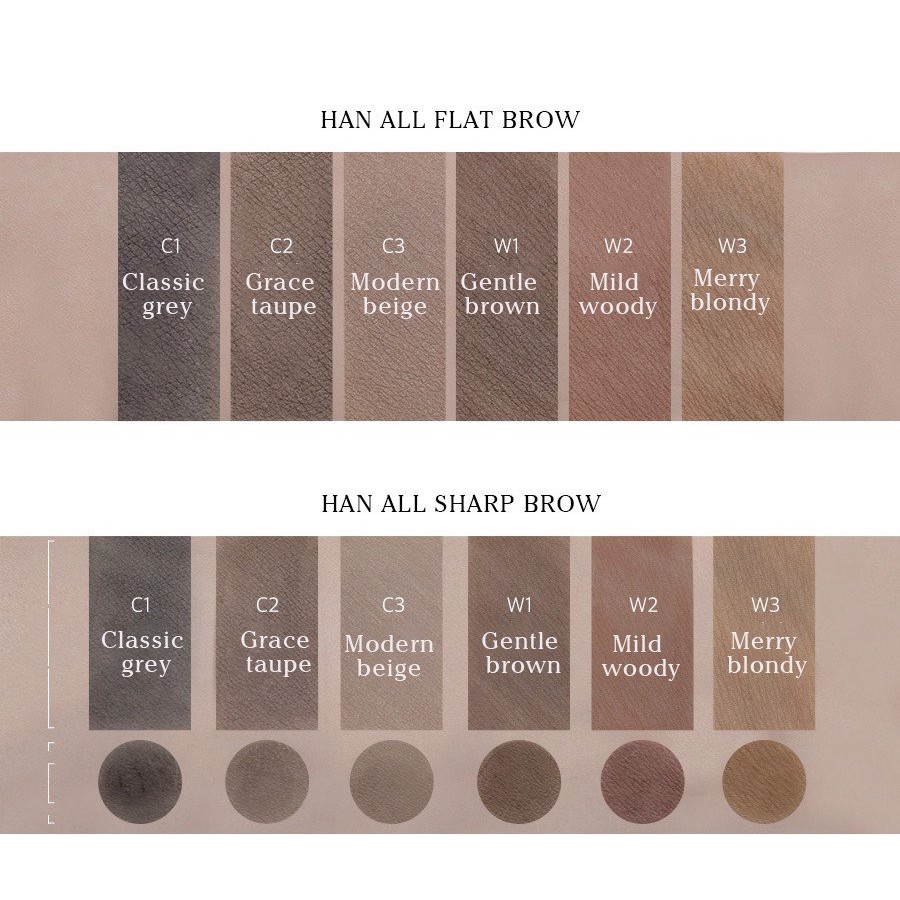 HAN ALL FLAT BROW
C1 C2 C3 W1 W2 W3
Classic Grace Modern Gentle Mild Merry
grey taupe beige brown woody blondy
HAN ALL SHARP BROW
C1 C2 C3 W1 W2 W3
Classic Grace Modern Gentle Mild Merry
grey taupe beige brown woody blondy